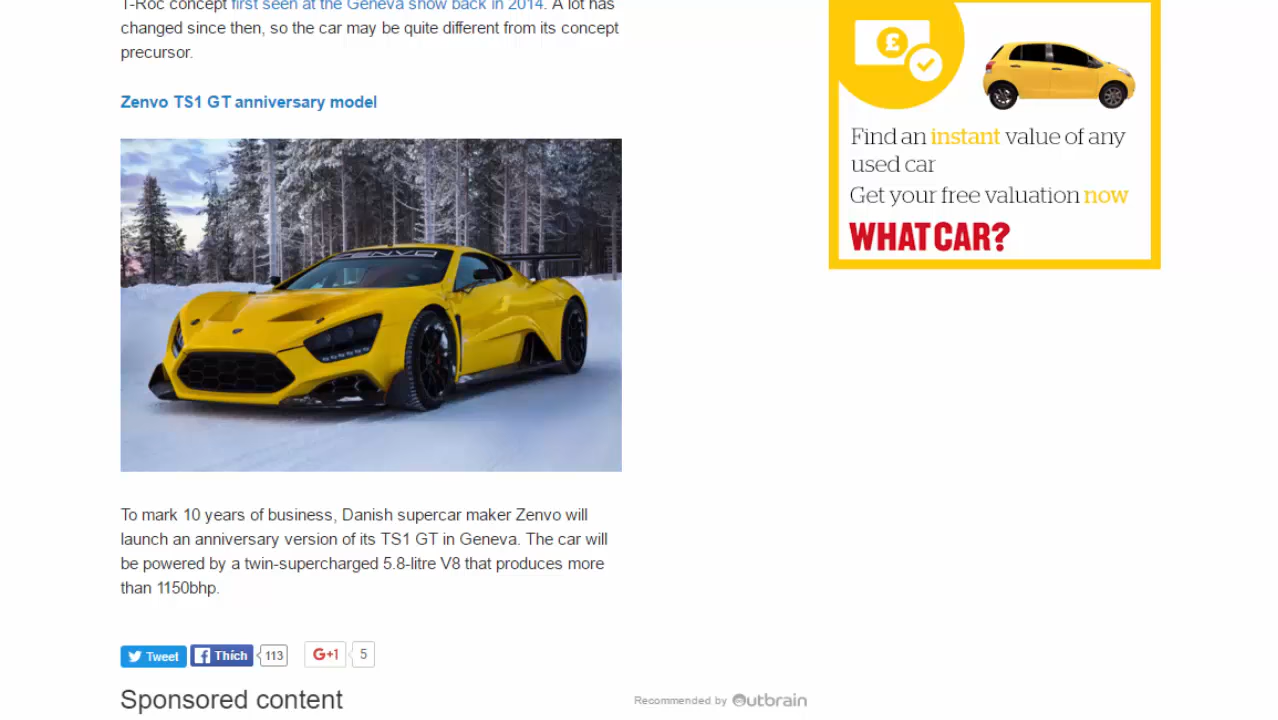 T-Roc concept first seen at the Geneva show back in 2014. A lot has
changed since then, so the car may be quite different from its concept
precursor.
Zenvo TS1 GT anniversary model
ZENVO
To mark 10 years of business, Danish supercar maker Zenvo will
launch an anniversary version of its TS1 GT in Geneva. The car will
be powered by a twin-supercharged 5.8-litre V8 that produces more
than 1150bhp.
Tweet Thích 113 G+1 5
Sponsored content
Recommended by Outbrain
£
Find an instant value of any
used car
Get your free valuation now
WHATCAR?